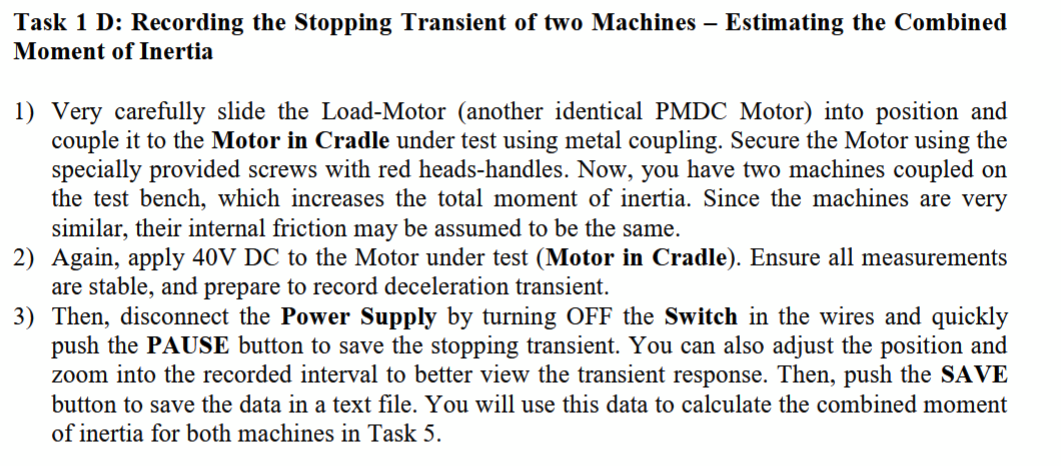 Task 1 D: Recording the Stopping Transient of two Machines – Estimating the Combined
Moment of Inertia
1) Very carefully slide the Load-Motor (another identical PMDC Motor) into position and
couple it to the Motor in Cradle under test using metal coupling. Secure the Motor using the
specially provided screws with red heads-handles. Now, you have two machines coupled on
the test bench, which increases the total moment of inertia. Since the machines are very
similar, their internal friction may be assumed to be the same.
2) Again, apply 40V DC to the Motor under test (Motor in Cradle). Ensure all measurements
are stable, and prepare to record deceleration transient.
3) Then, disconnect the Power Supply by turning OFF the Switch in the wires and quickly
push the PAUSE button to save the stopping transient. You can also adjust the position and
zoom into the recorded interval to better view the transient response. Then, push the SAVE
button to save the data in a text file. You will use this data to calculate the combined moment
of inertia for both machines in Task 5.